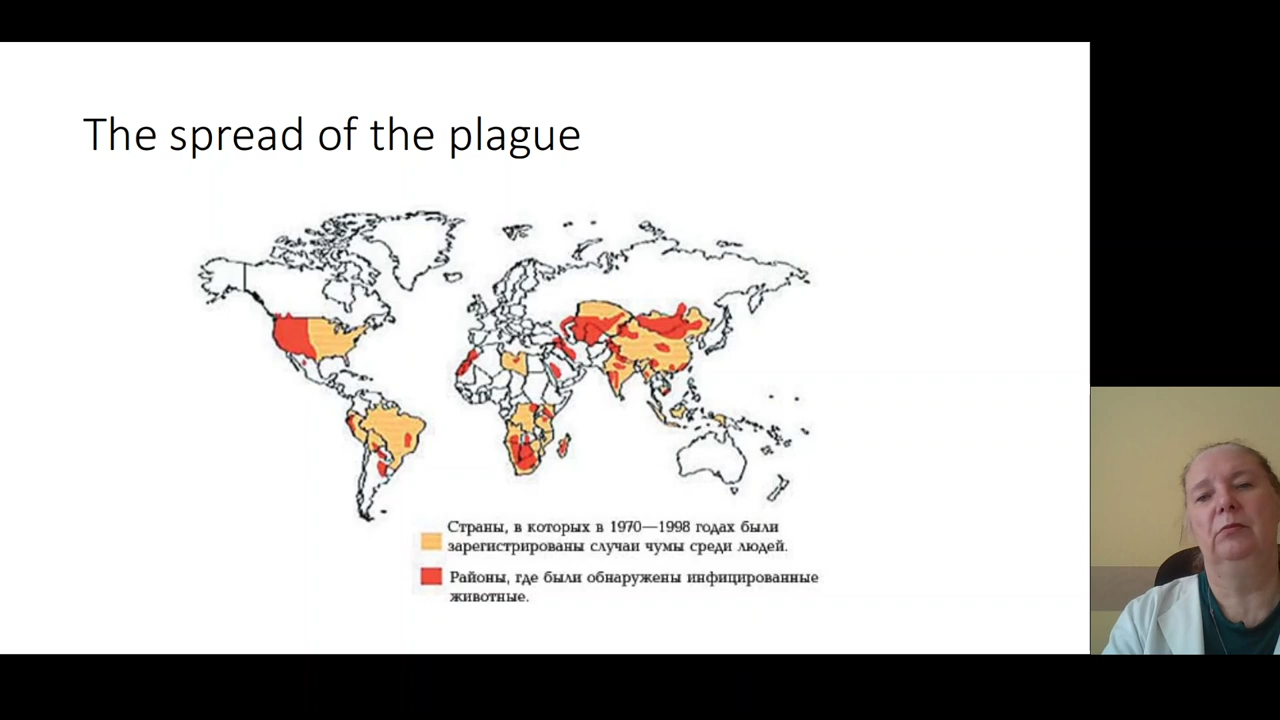 The spread of the plague
Страны, в которых в 1970—1998 годах были
зарегистрированы случаи чумы среди людей.
Районы, где были обнаружены инфицированные
животные.